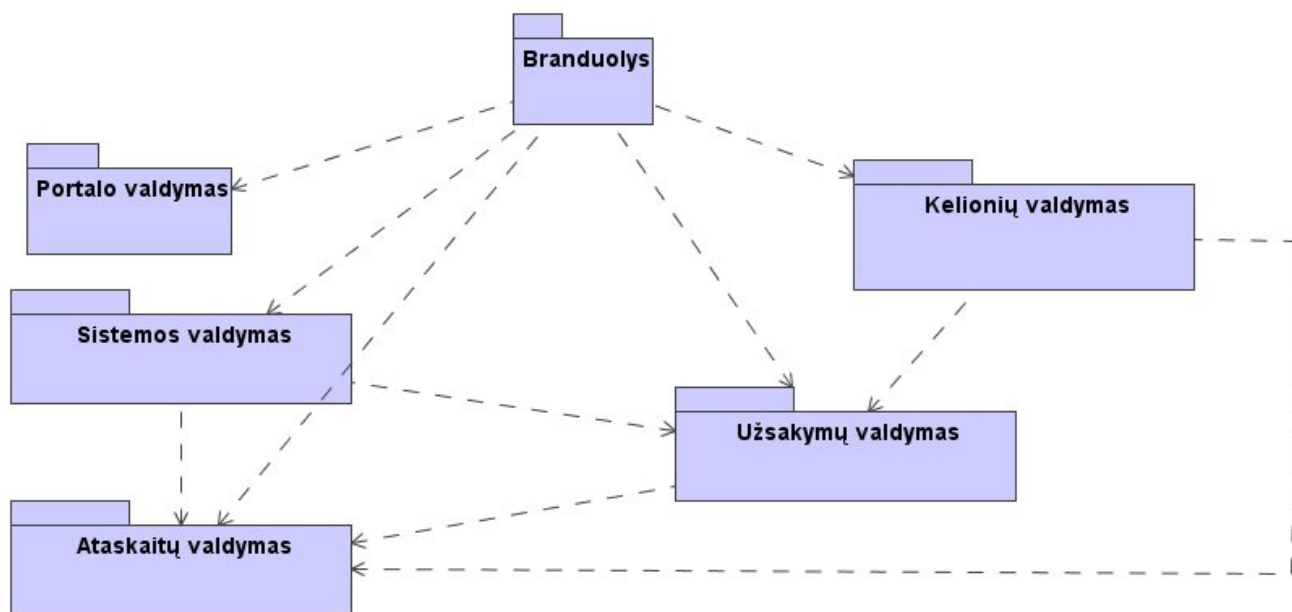 Branduolys
Portalo valdymas
Kelionių valdymas
Sistemos valdymas
Užsakymų valdymas
Ataskaitų valdymas